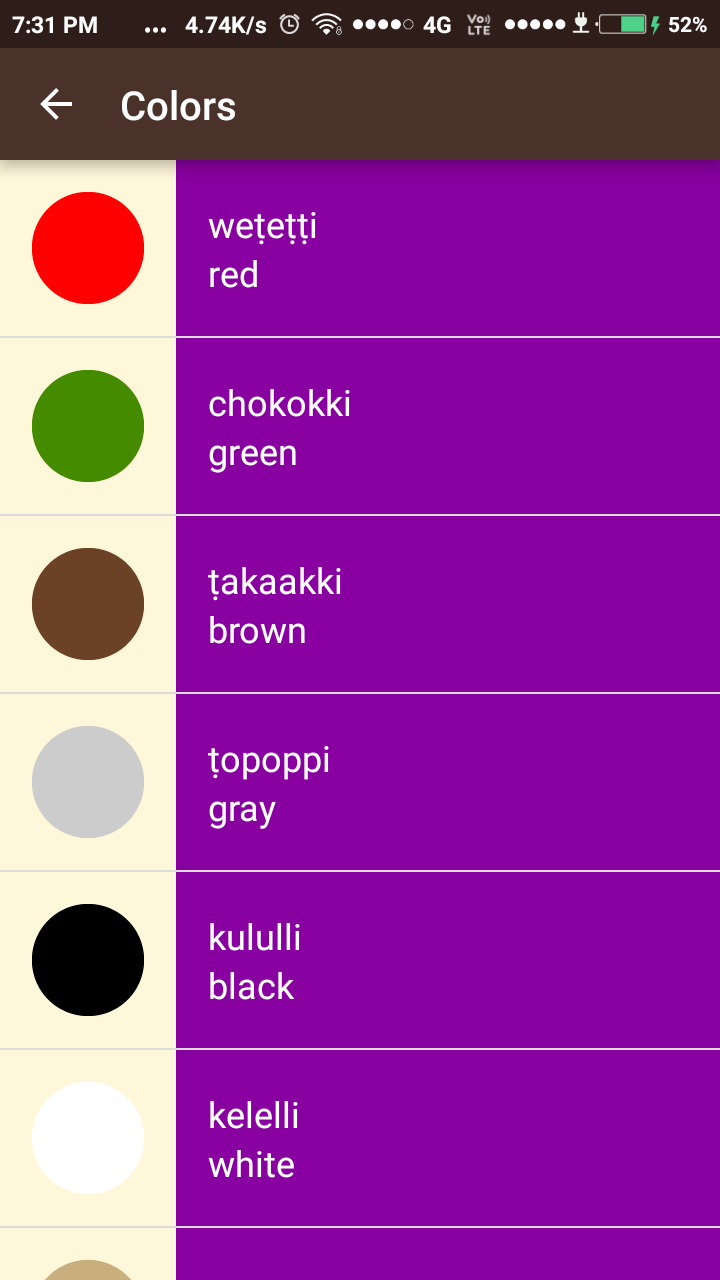 7:31 PM ... 4.74K/s 4G Vo)) LTE 52%
Colors
weṭeṭṭi
red
chokokki
green
ṭakaakki
brown
ṭopoppi
gray
kululli
black
kelelli
white